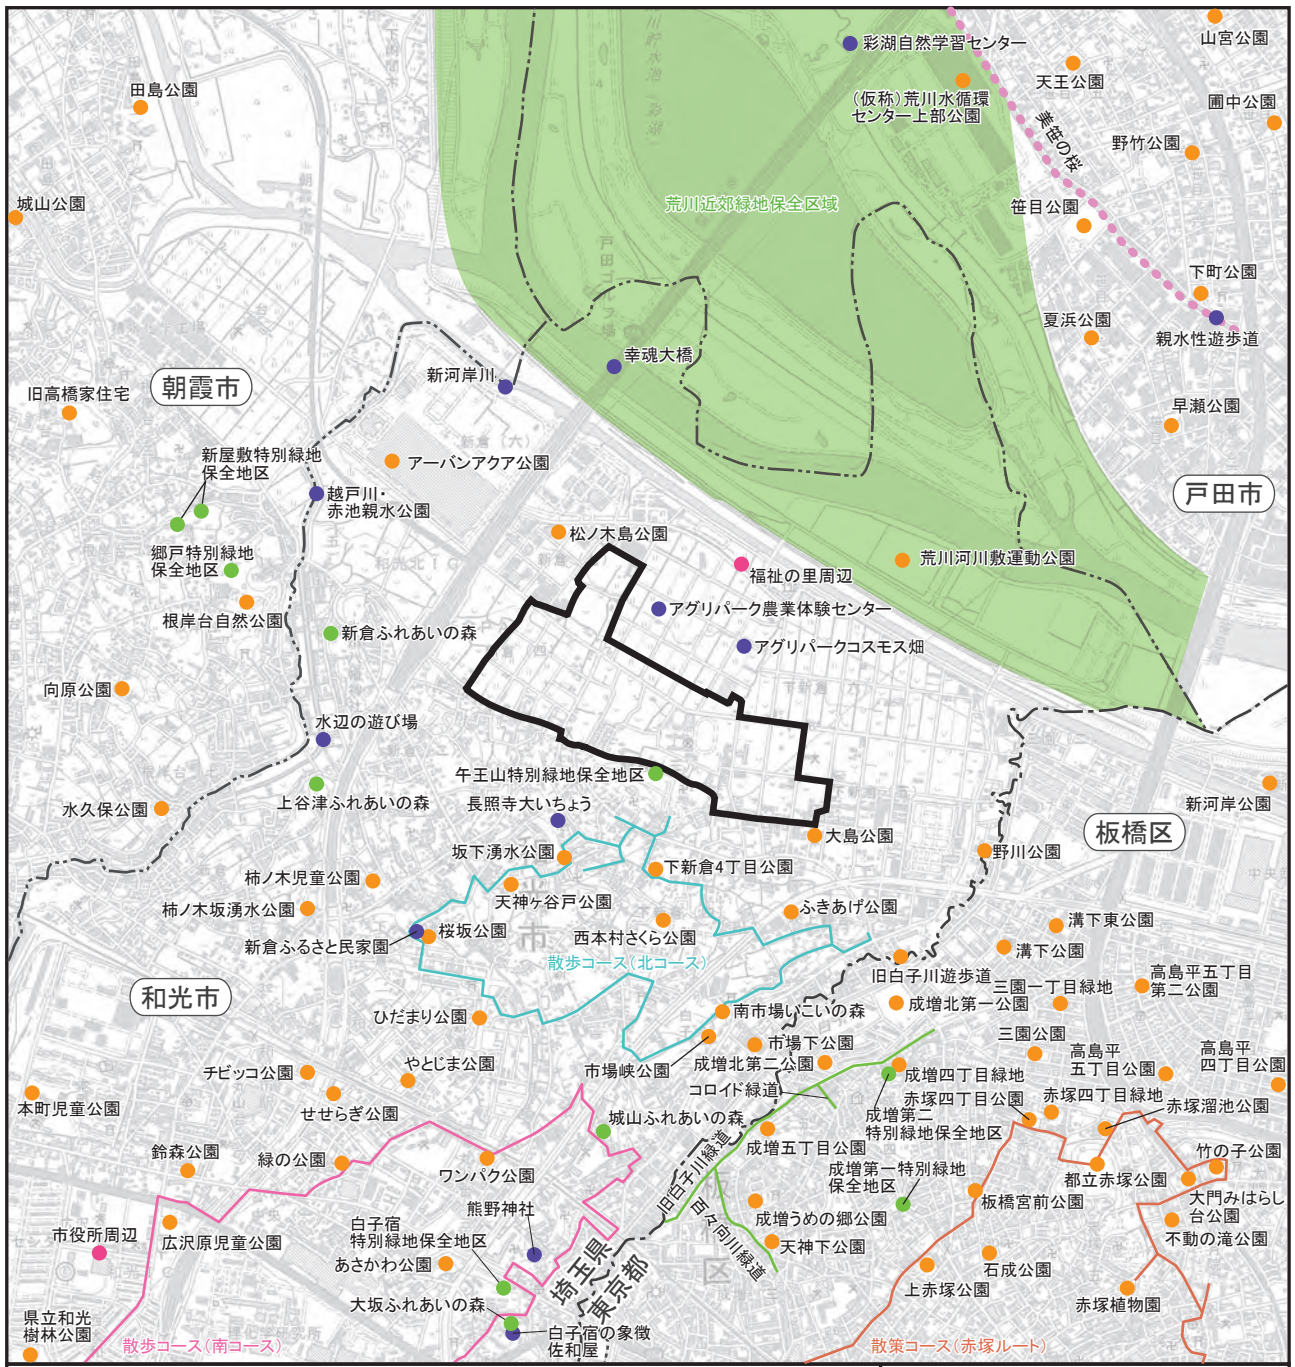 彩湖自然学習センター
山宮公園
天王公園
田島公園
(仮称)荒川水循環
センター上部公園
圃中公園
美笹の桜
野竹公園
城山公園
荒川近郊緑地保全区域
笹目公園
戸田ゴルフ場
下町公園
夏浜公園
親水性遊歩道
幸魂大橋
新河岸川
朝霞市
旧高橋家住宅
早瀬公園
新倉(六)
新屋敷特別緑地
保全地区
アーバンアクア公園
戸田市
越戸川・
赤池親水公園
松ノ木島公園
郷戸特別緑地
保全地区
荒川河川敷運動公園
福祉の里周辺
アグリパーク農業体験センター
根岸台自然公園
新倉ふれあいの森
アグリパークコスモス畑
向原公園
水辺の遊び場
午王山特別緑地保全地区
上谷津ふれあいの森
水久保公園
長照寺大いちょう
新河岸公園
板橋区
大島公園
坂下湧水公園
野川公園
下新倉4丁目公園
柿ノ木児童公園
天神ヶ谷戸公園
柿ノ木坂湧水公園
ふきあげ公園
溝下東公園
桜坂公園
西本村さくら公園
新倉ふるさと民家園
溝下公園
散歩コース(北コース)
旧白子川遊歩道
高島平五丁目
第二公園
三園一丁目緑地
和光市
成増北第一公園
南市場いこいの森
ひだまり公園
三園公園
市場下公園
高島平
五丁目公園
高島平
四丁目公園
成増北第二公園
やとじま公園
市場峡公園
チビッコ公園
成増四丁目緑地
コロイド緑道
赤塚四丁目公園
赤塚四丁目緑地
本町児童公園
せせらぎ公園
赤塚溜池公園
城山ふれあいの森
成増第二
特別緑地保全地区
鈴森公園
緑の公園
成増五丁目公園
竹の子公園
ワンパク公園
旧白子川緑道
成増第一特別緑地
保全地区
都立赤塚公園
板橋宮前公園
大門みはらし
台公園
熊野神社
百々向川緑道
成増うめの郷公園
白子宿
特別緑地保全地区
市役所周辺
広沢原児童公園
天神下公園
不動の滝公園
あさかわ公園
埼玉県
東京都
石成公園
上赤塚公園
大坂ふれあいの森
赤塚植物園
県立和光
樹林公園
白子宿の象徴
佐和屋
散歩コース(南コース)
散策コース(赤塚ルート)